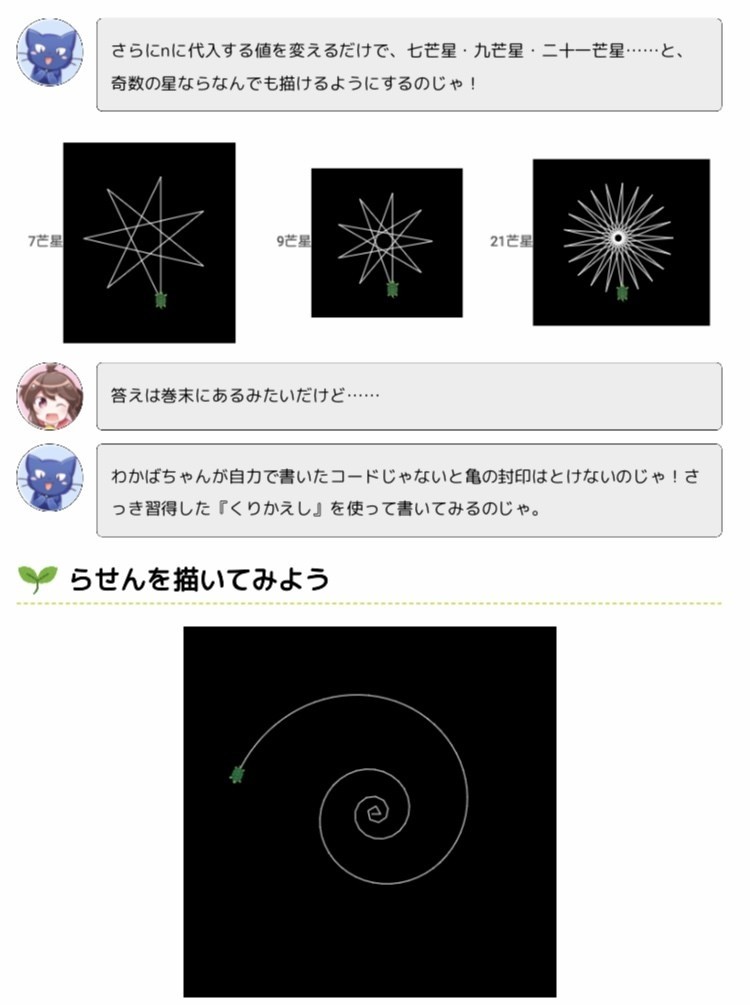 さらにnに代入する値を変えるだけで、七芒星・九芒星・二十一芒星……と、
奇数の星ならなんでも描けるようにするのじゃ！
7芒星
9芒星
21芒星
答えは巻末にあるみたいだけど……
わかばちゃんが自力で書いたコードじゃないと亀の封印はとけないのじゃ！さ
っき習得した『くりかえし』を使って書いてみるのじゃ。
らせんを描いてみよう